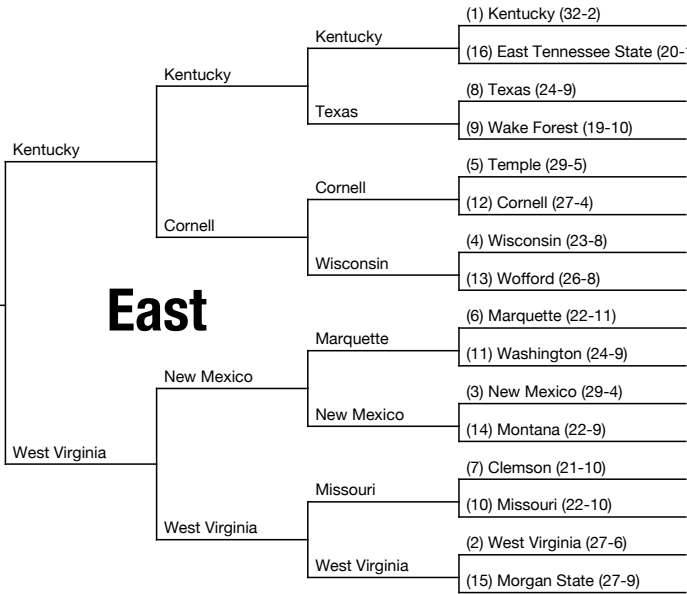 (1) Kentucky (32-2)
Kentucky
(16) East Tennessee State (20-
Kentucky
(8) Texas (24-9)
Texas
(9) Wake Forest (19-10)
Kentucky
(5) Temple (29-5)
Cornell
(12) Cornell (27-4)
Cornell
(4) Wisconsin (23-8)
Wisconsin
(13) Wofford (26-8)
East
(6) Marquette (22-11)
Marquette
(11) Washington (24-9)
New Mexico
(3) New Mexico (29-4)
New Mexico
(14) Montana (22-9)
West Virginia
(7) Clemson (21-10)
Missouri
(10) Missouri (22-10)
West Virginia
(2) West Virginia (27-6)
West Virginia
(15) Morgan State (27-9)